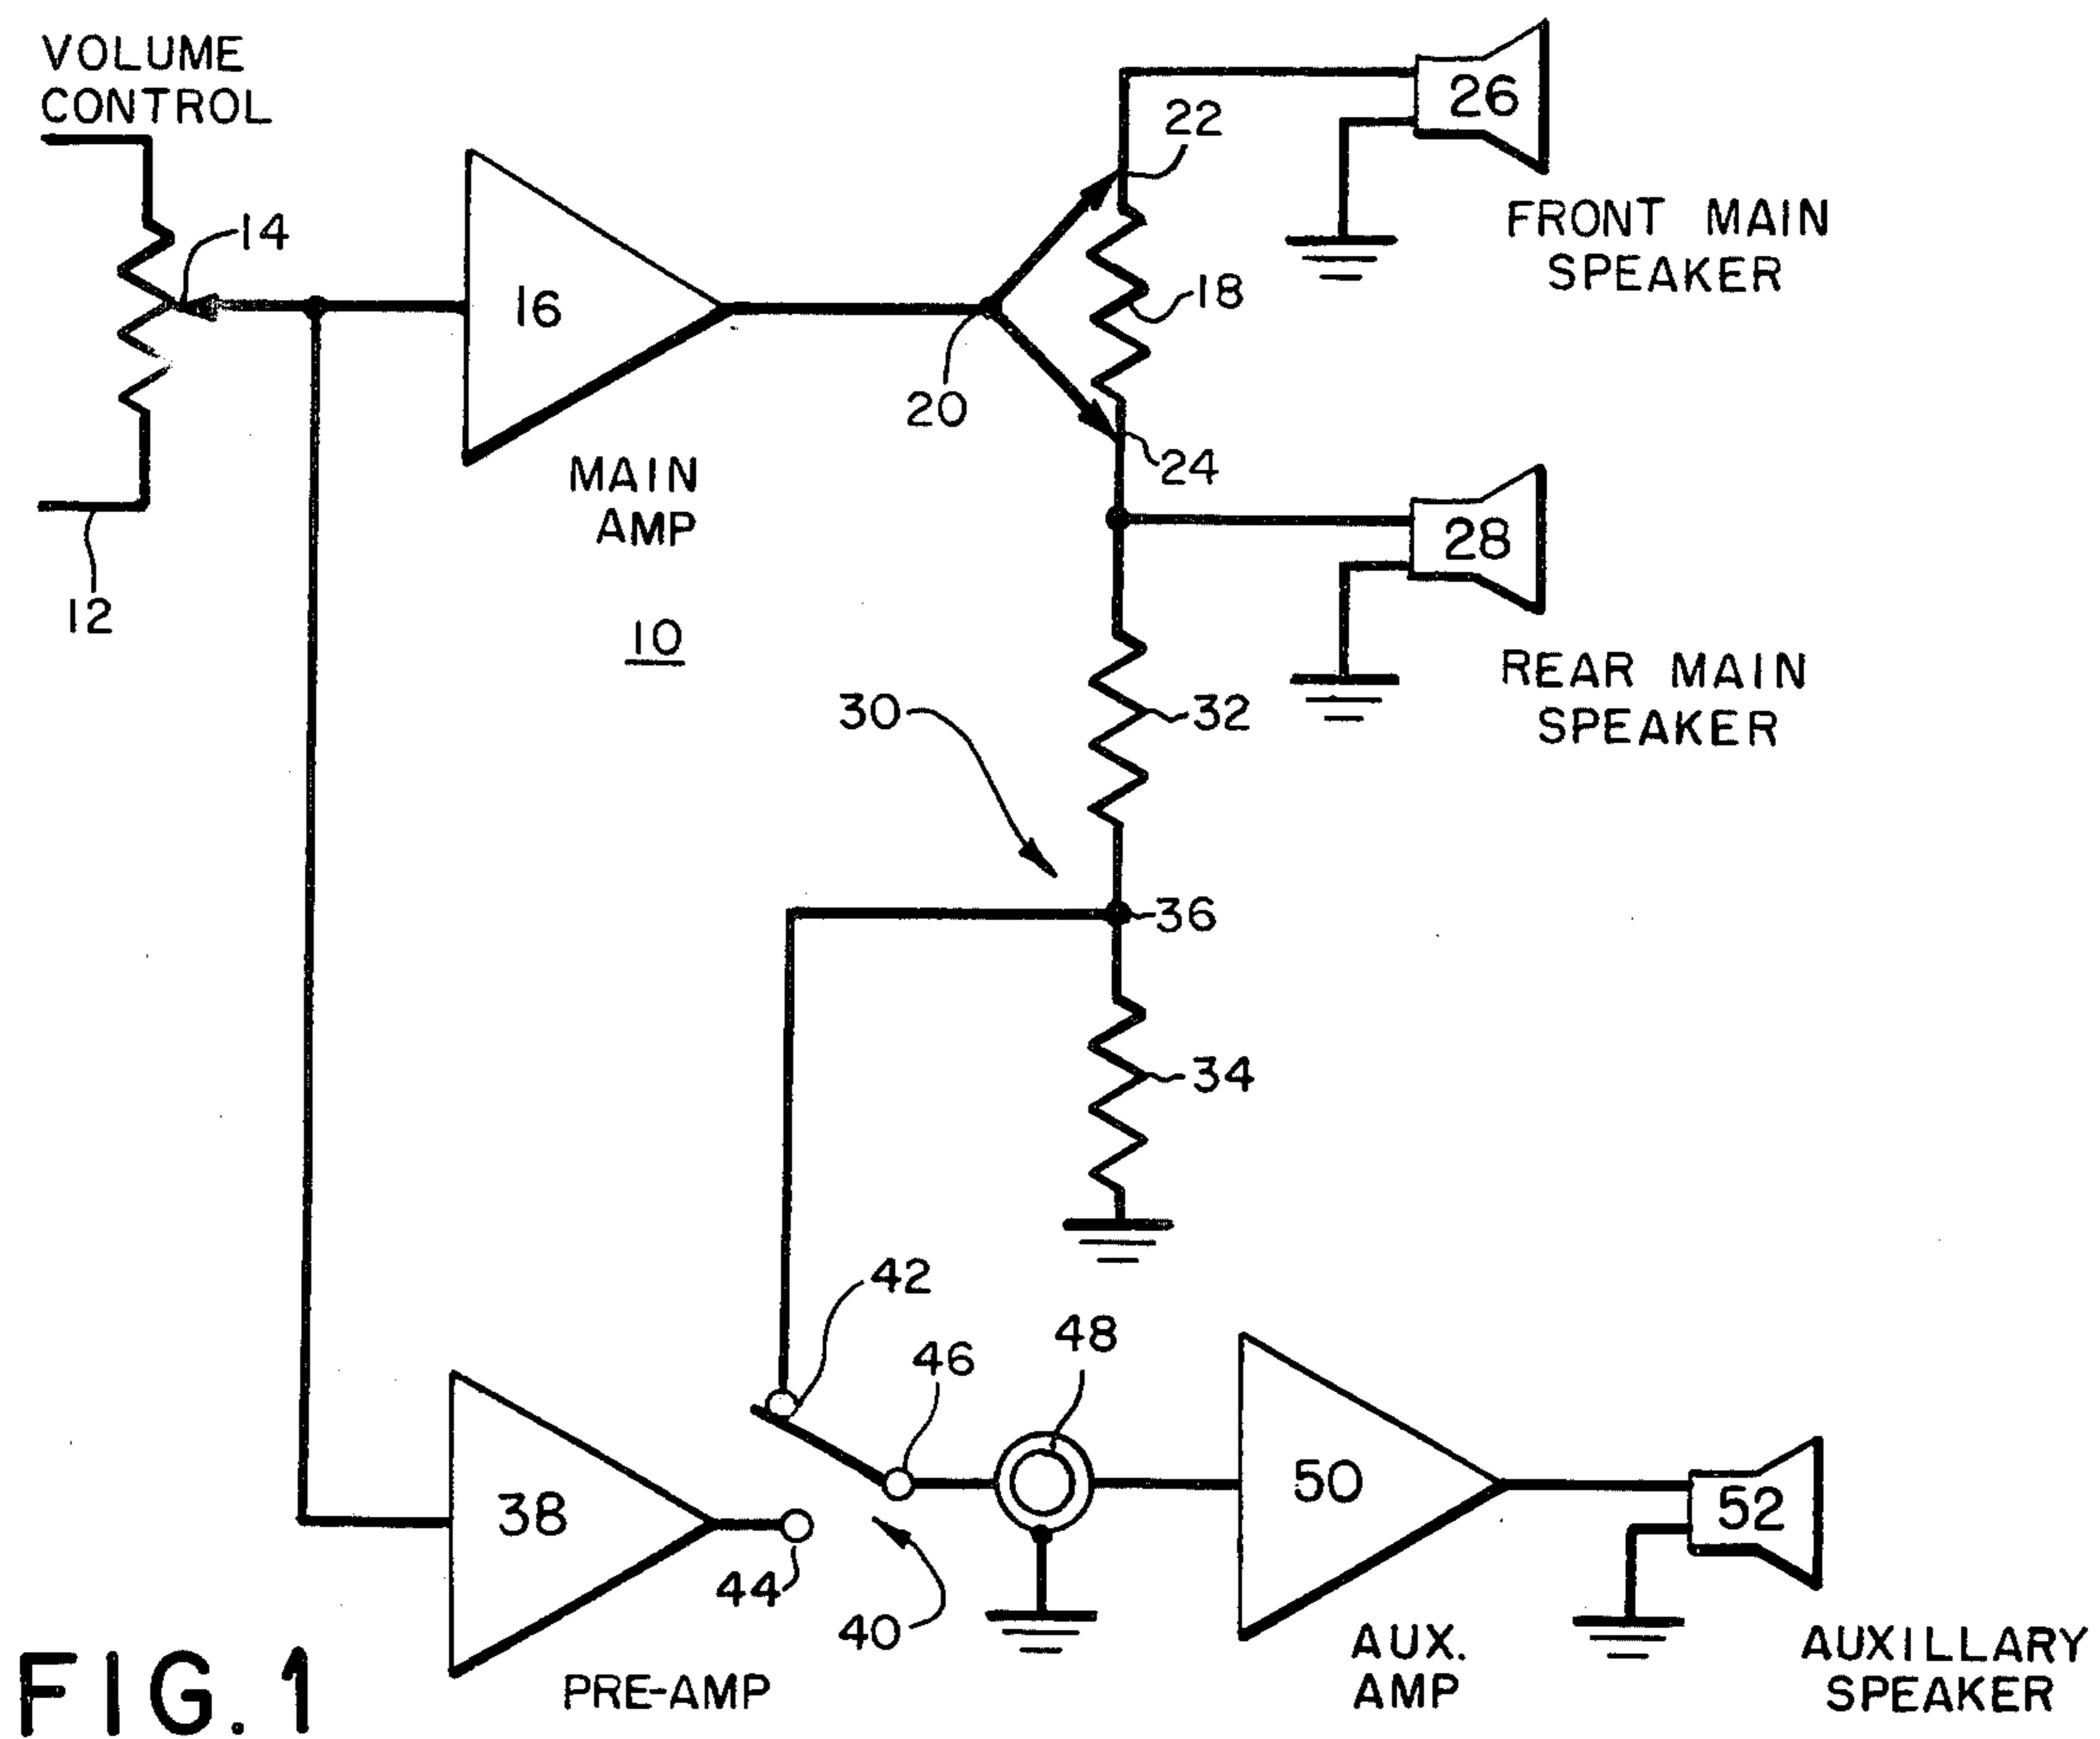 VOLUME
CONTROL
14
12
16
MAIN
AMP
10
20
22
18
24
26
FRONT MAIN
SPEAKER
28
REAR MAIN
SPEAKER
30
32
36
34
42
46
48
38
44
40
PRE-AMP
50
AUX.
AMP
52
AUXILLARY
SPEAKER
FIG. 1